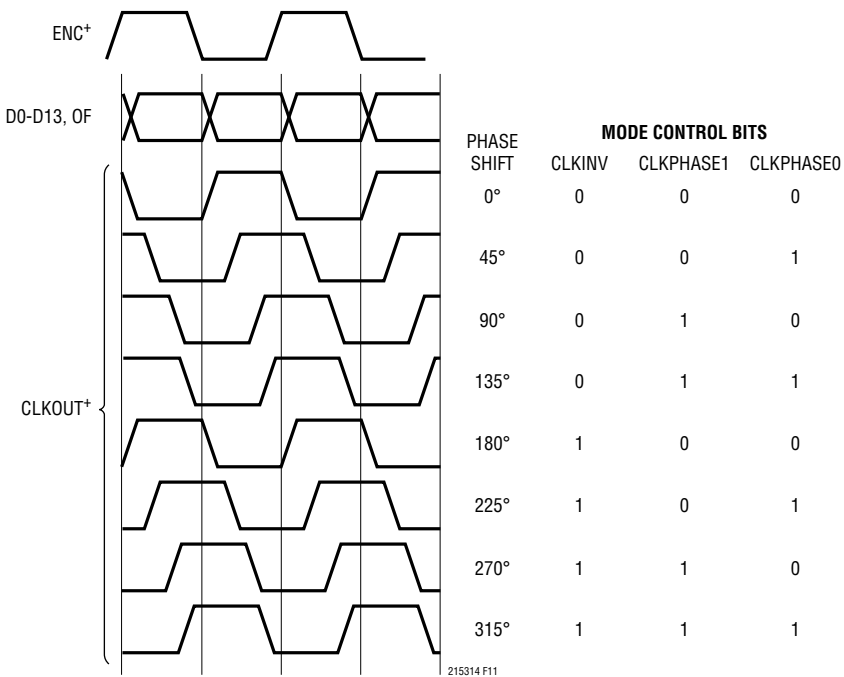 ENC+
D0-D13, OF
PHASE SHIFT
MODE CONTROL BITS
CLKINV CLKPHASE1 CLKPHASE0
0° 0 0 0
45° 0 0 1
90° 0 1 0
135° 0 1 1
CLKOUT+
180° 1 0 0
225° 1 0 1
270° 1 1 0
315° 1 1 1
215314 F11